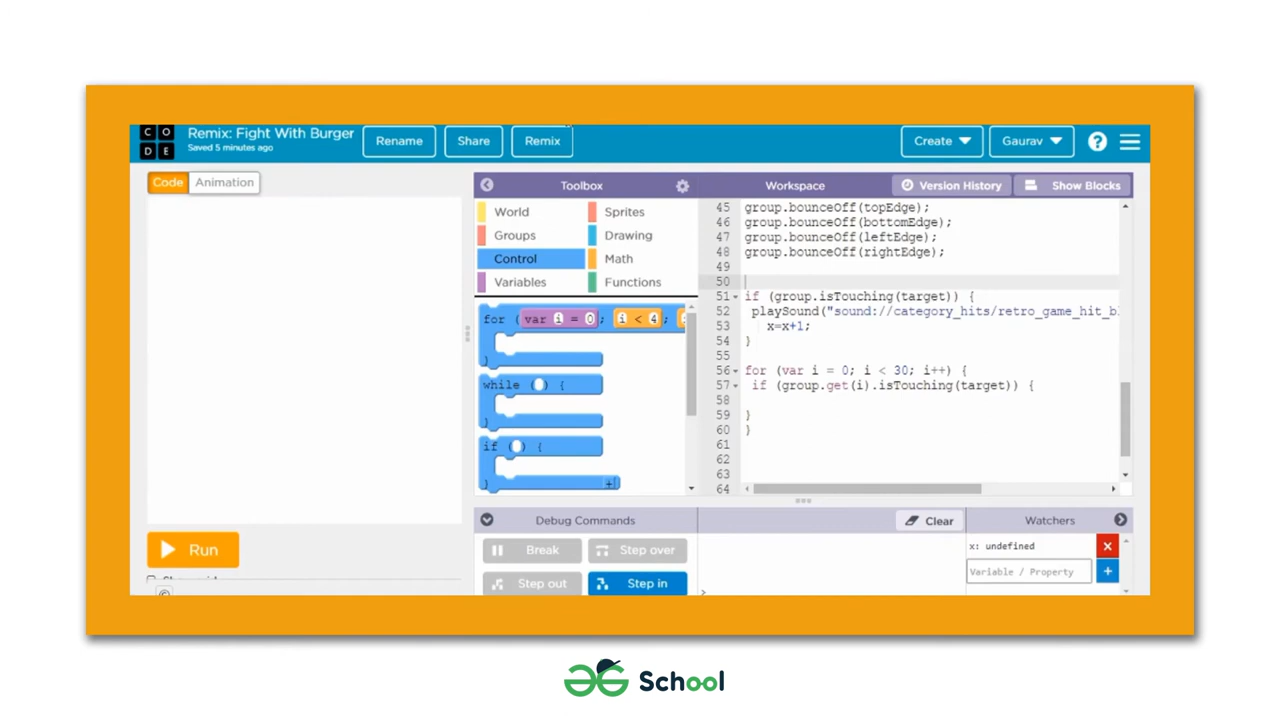 C O
D E
Remix: Fight With Burger
Saved 5 minutes ago
Rename
Share
Remix
Create
Gaurav
?
Code
Animation
Toolbox
World
Sprites
Groups
Drawing
Control
Math
Variables
Functions
for ( var i = 0 ; i < 4 ;
}
while ( ) {
}
if ( ) {
}
+
Workspace
Version History
Show Blocks
45 group.bounceOff(topEdge);
46 group.bounceOff(bottomEdge);
47 group.bounceOff(leftEdge);
48 group.bounceOff(rightEdge);
49
50
51 if (group.isTouching(target)) {
52 playSound("sound://category_hits/retro_game_hit_bl
53 x=x+1;
54 }
55
56 for (var i = 0; i < 30; i++) {
57 if (group.get(i).isTouching(target)) {
58
59 }
60 }
61
62
63
64
Run
Debug Commands
Break
Step over
Step out
Step in
Clear
>
Watchers
x: undefined
Variable / Property
School